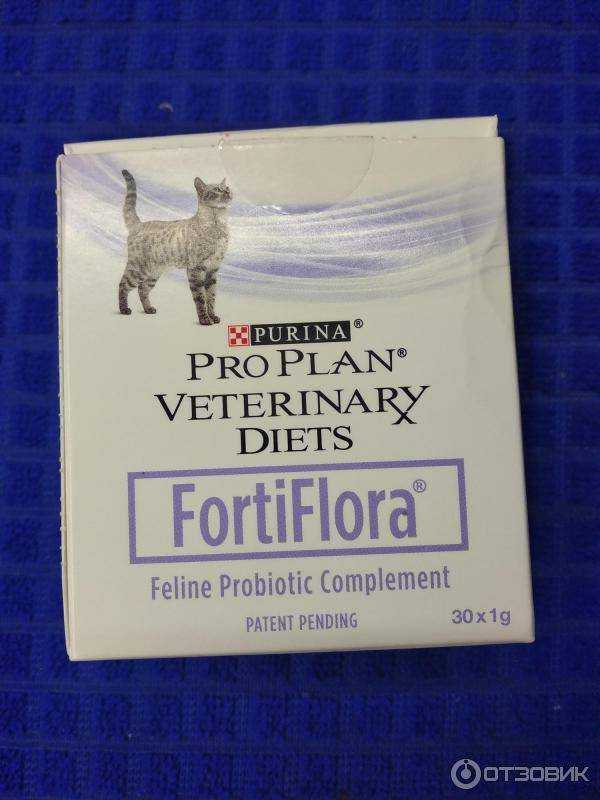 PURINA®
PRO PLAN®
VETERINARY
DIETS
FortiFlora®
Feline Probiotic Complement
PATENT PENDING
30 x 1g
ОТЗОВИК